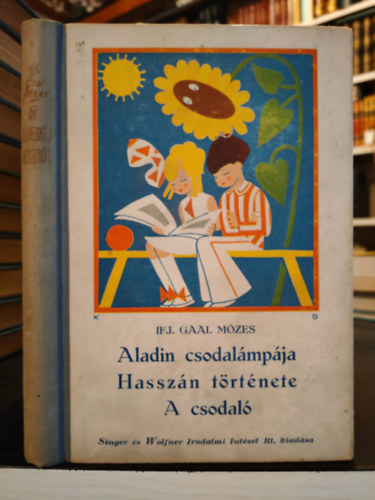 K B
IFJ. GAAL MÓZES
Aladin csodalámpája
Hasszán története
A csodaló
Singer és Wolfner Irodalmi Intézet Rt. kiadása